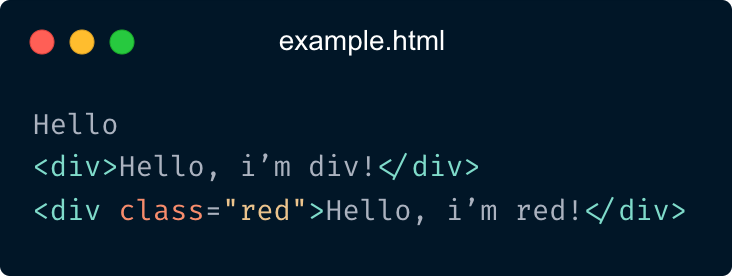 example.html
Hello
<div>Hello, i’m div!</div>
<div class="red">Hello, i’m red!</div>